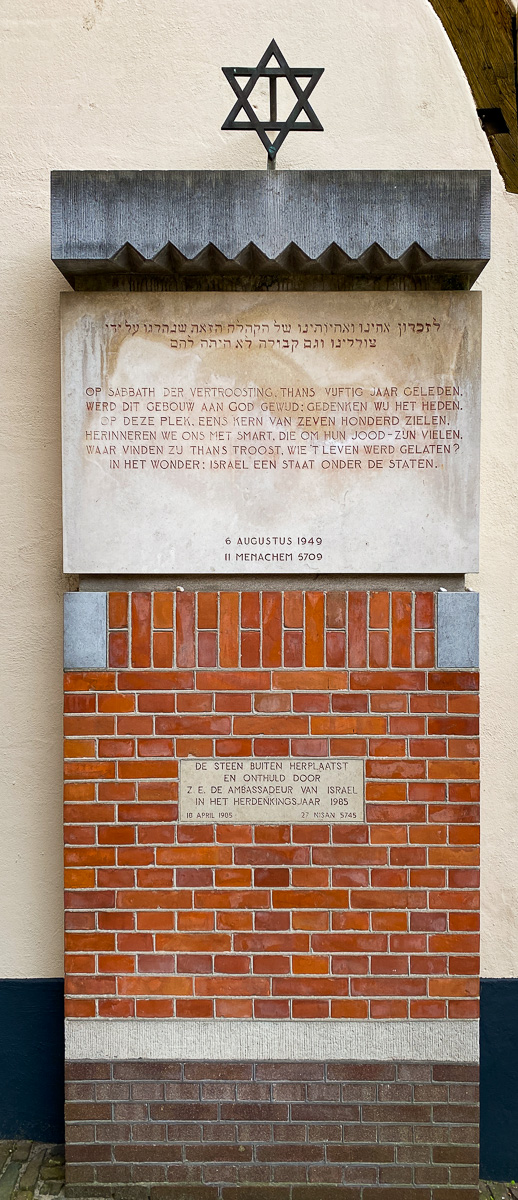 לזכרון אחינו ואחיותינו של הקהלה הזאת שנהרגו על ידי
צוררינו וגם קבורה לא היתה להם
OP SABBATH DER VERTROOSTING, THANS VIJFTIG JAAR GELEDEN,
WERD DIT GEBOUW AAN GOD GEWIJD: GEDENKEN WIJ HET HEDEN.
OP DEZE PLEK, EENS KERN VAN ZEVEN HONDERD ZIELEN,
HERINNEREN WE ONS MET SMART, DIE OM HUN JOOD-ZIJN VIELEN.
WAAR VINDEN ZIJ THANS TROOST, WIE 'T LEVEN WERD GELATEN?
IN HET WONDER: ISRAEL EEN STAAT ONDER DE STATEN.
6 AUGUSTUS 1949
11 MENACHEM 5709
DE STEEN BUITEN HERPLAATST
EN ONTHULD DOOR
Z.E. DE AMBASSADEUR VAN ISRAEL
IN HET HERDENKINGSJAAR 1985
18 APRIL 1985 27 NISAN 5745